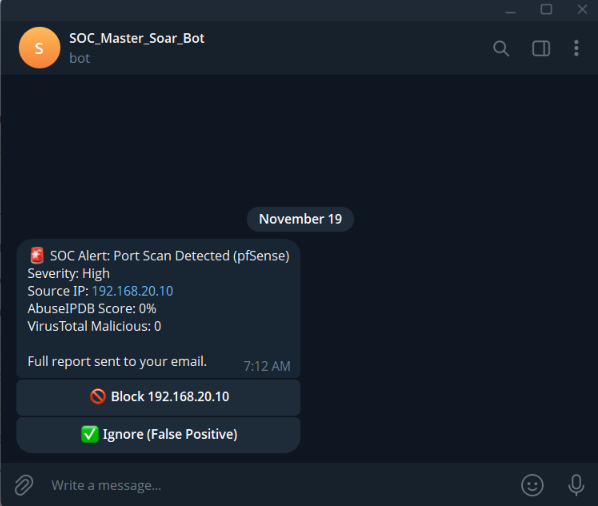 S
SOC_Master_Soar_Bot
bot
November 19
🚨 SOC Alert: Port Scan Detected (pfSense)
Severity: High
Source IP: 192.168.20.10
AbuseIPDB Score: 0%
VirusTotal Malicious: 0
Full report sent to your email.
7:12 AM
🚫 Block 192.168.20.10
✅ Ignore (False Positive)
Write a message...